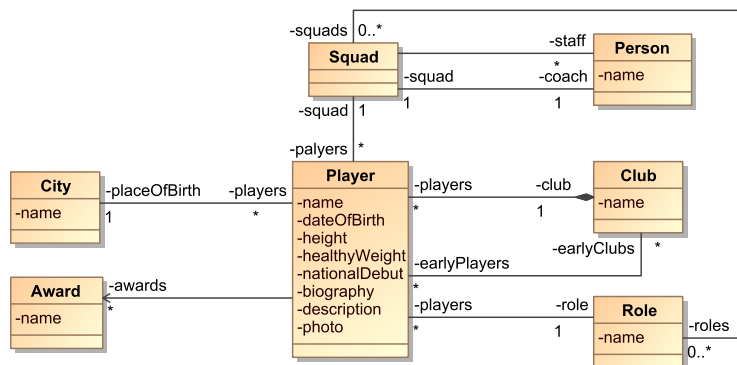 -squads 0..*
Squad
-staff
*
Person
-name
-squad
1
-coach
1
-squad 1
-palyers *
City
-name
-placeOfBirth
1
-players
*
Player
-name
-dateOfBirth
-height
-healthyWeight
-nationalDebut
-biography
-description
-photo
-players
*
-club
1
Club
-name
-earlyClubs *
-earlyPlayers
*
Award
-name
-awards
*
-players
*
-role
1
Role
-name
-roles
0..*